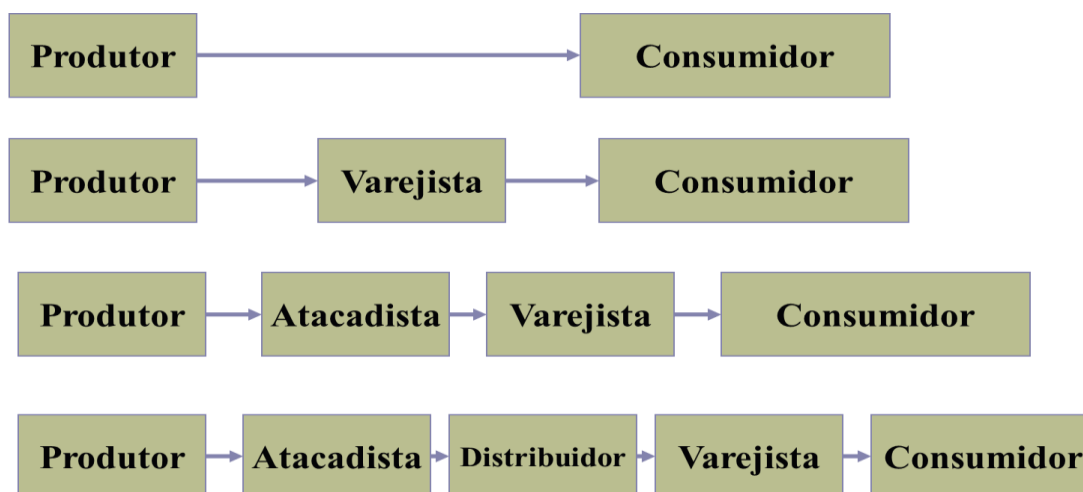 Produtor Consumidor
Produtor Varejista Consumidor
Produtor Atacadista Varejista Consumidor
Produtor Atacadista Distribuidor Varejista Consumidor